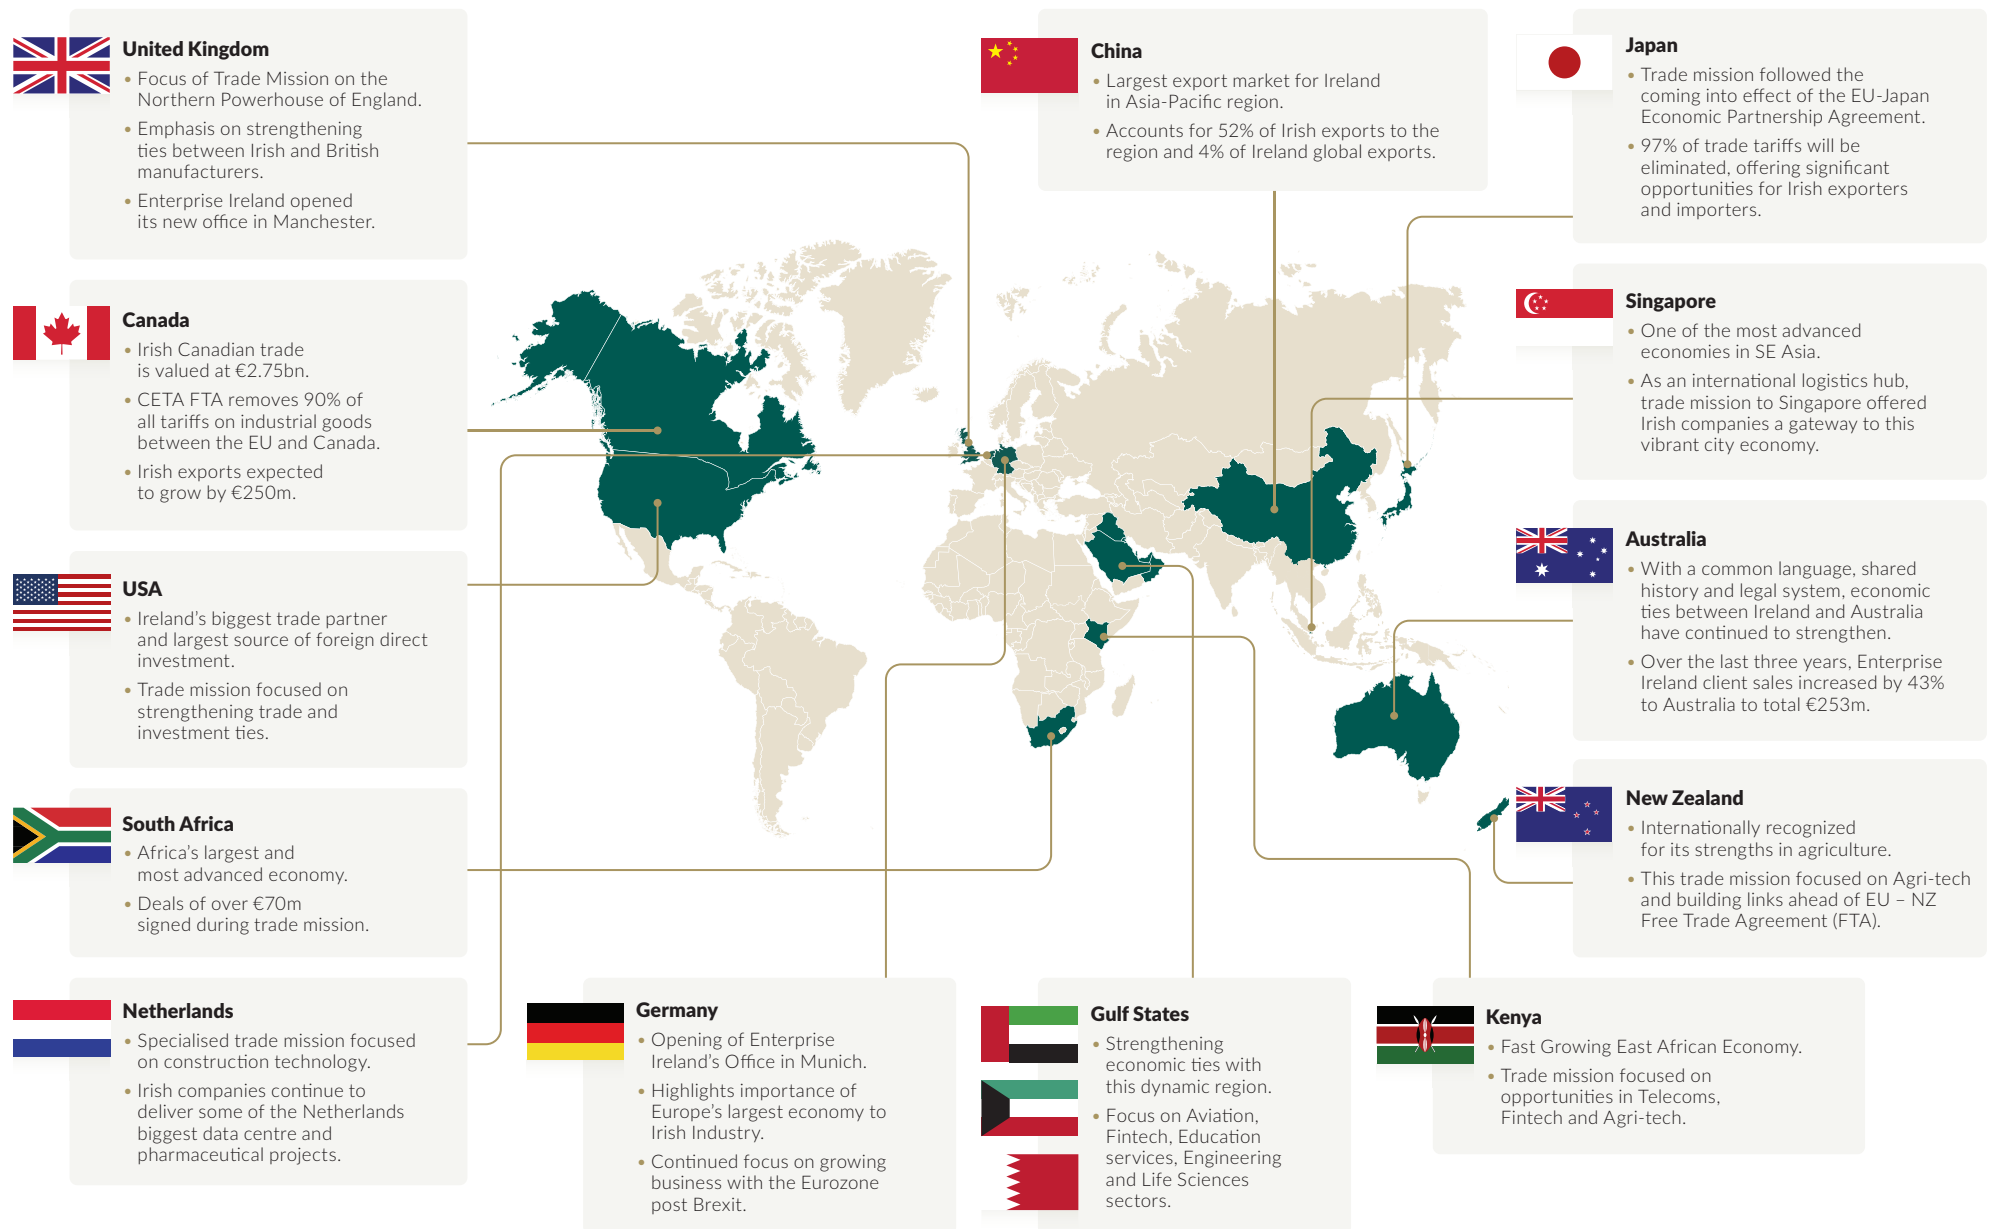 United Kingdom
• Focus of Trade Mission on the
Northern Powerhouse of England.
• Emphasis on strengthening
ties between Irish and British
manufacturers.
• Enterprise Ireland opened
its new office in Manchester.
Canada
• Irish Canadian trade
is valued at €2.75bn.
• CETA FTA removes 90% of
all tariffs on industrial goods
between the EU and Canada.
• Irish exports expected
to grow by €250m.
USA
• Ireland's biggest trade partner
and largest source of foreign direct
investment.
• Trade mission focused on
strengthening trade and
investment ties.
South Africa
• Africa's largest and
most advanced economy.
• Deals of over €70m
signed during trade mission.
Netherlands
• Specialised trade mission focused
on construction technology.
• Irish companies continue to
deliver some of the Netherlands
biggest data centre and
pharmaceutical projects.
Germany
• Opening of Enterprise
Ireland's Office in Munich.
• Highlights importance of
Europe's largest economy to
Irish Industry.
• Continued focus on growing
business with the Eurozone
post Brexit.
Gulf States
• Strengthening
economic ties with
this dynamic region.
• Focus on Aviation,
Fintech, Education
services, Engineering
and Life Sciences
sectors.
Kenya
• Fast Growing East African Economy.
• Trade mission focused on
opportunities in Telecoms,
Fintech and Agri-tech.
China
• Largest export market for Ireland
in Asia-Pacific region.
• Accounts for 52% of Irish exports to the
region and 4% of Ireland global exports.
Japan
• Trade mission followed the
coming into effect of the EU-Japan
Economic Partnership Agreement.
• 97% of trade tariffs will be
eliminated, offering significant
opportunities for Irish exporters
and importers.
Singapore
• One of the most advanced
economies in SE Asia.
• As an international logistics hub,
trade mission to Singapore offered
Irish companies a gateway to this
vibrant city economy.
Australia
• With a common language, shared
history and legal system, economic
ties between Ireland and Australia
have continued to strengthen.
• Over the last three years, Enterprise
Ireland client sales increased by 43%
to Australia to total €253m.
New Zealand
• Internationally recognized
for its strengths in agriculture.
• This trade mission focused on Agri-tech
and building links ahead of EU – NZ
Free Trade Agreement (FTA).